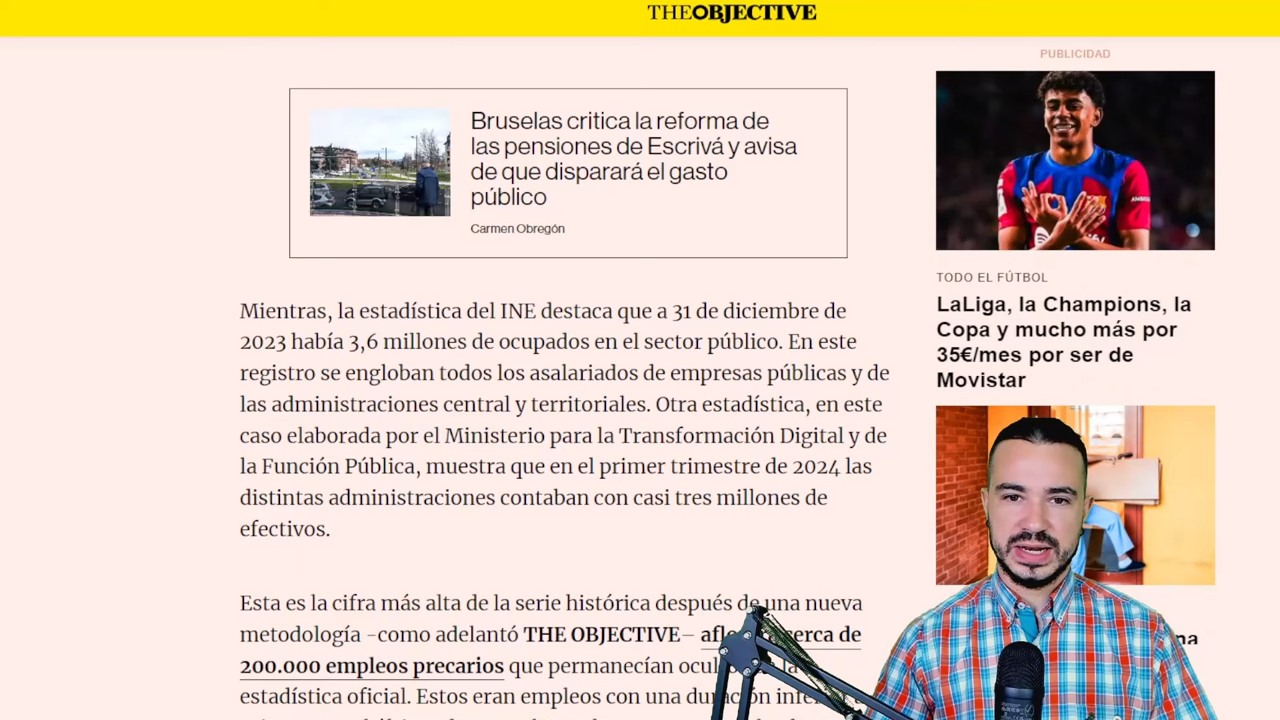 THEOBJECTIVE
PUBLICIDAD
Bruselas critica la reforma de
las pensiones de Escrivá y avisa
de que disparará el gasto
público
Carmen Obregón
TODO EL FÚTBOL
LaLiga, la Champions, la
Copa y mucho más por
35€/mes por ser de
Movistar
Mientras, la estadística del INE destaca que a 31 de diciembre de
2023 había 3,6 millones de ocupados en el sector público. En este
registro se engloban todos los asalariados de empresas públicas y de
las administraciones central y territoriales. Otra estadística, en este
caso elaborada por el Ministerio para la Transformación Digital y de
la Función Pública, muestra que en el primer trimestre de 2024 las
distintas administraciones contaban con casi tres millones de
efectivos.
Esta es la cifra más alta de la serie histórica después de una nueva
metodología –como adelantó THE OBJECTIVE– cerca de
200.000 empleos precarios que permanecían la
estadística oficial. Estos eran empleos con una duración